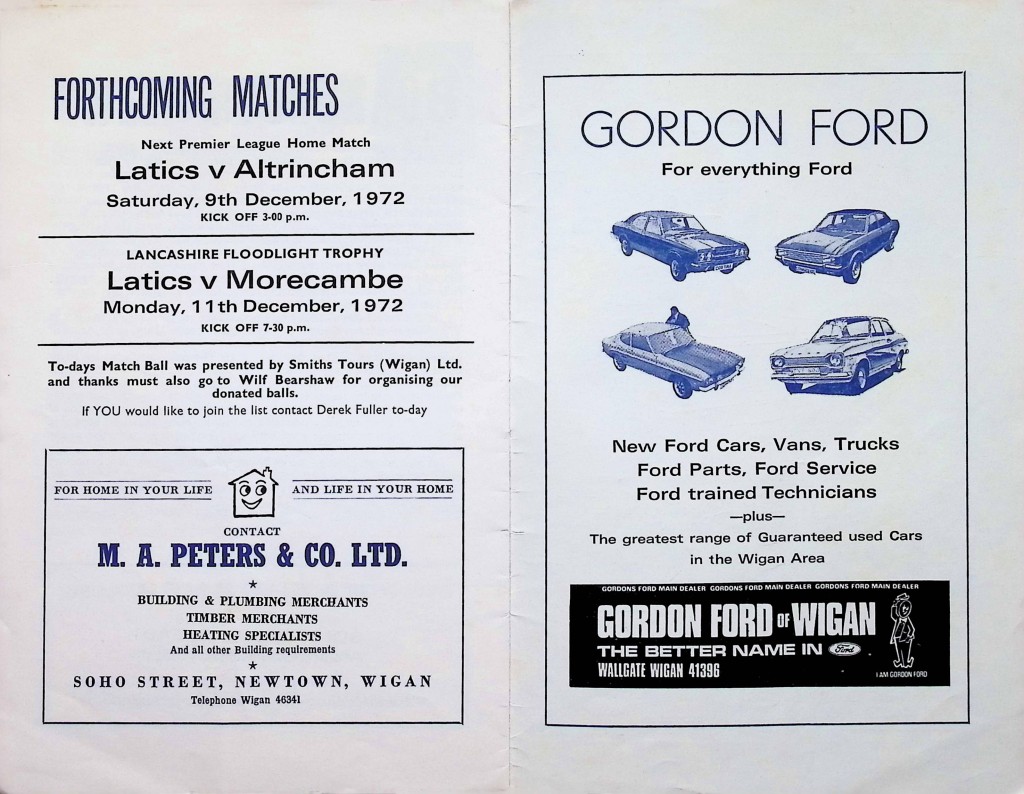 FORTHCOMING MATCHES
Next Premier League Home Match
Latics v Altrincham
Saturday, 9th December, 1972
KICK OFF 3-00 p.m.
LANCASHIRE FLOODLIGHT TROPHY
Latics v Morecambe
Monday, 11th December, 1972
KICK OFF 7-30 p.m.
To-days Match Ball was presented by Smiths Tours (Wigan) Ltd.
and thanks must also go to Wilf Bearshaw for organising our
donated balls.
If YOU would like to join the list contact Derek Fuller to-day
FOR HOME IN YOUR LIFE AND LIFE IN YOUR HOME
CONTACT
M. A. PETERS & CO. LTD.
BUILDING & PLUMBING MERCHANTS
TIMBER MERCHANTS
HEATING SPECIALISTS
And all other Building requirements
SOHO STREET, NEWTOWN, WIGAN
Telephone Wigan 46341
GORDON FORD
For everything Ford
New Ford Cars, Vans, Trucks
Ford Parts, Ford Service
Ford trained Technicians
—plus—
The greatest range of Guaranteed used Cars
in the Wigan Area
GORDONS FORD MAIN DEALER GORDONS FORD MAIN DEALER GORDONS FORD MAIN DEALER
GORDON FORD OF WIGAN
THE BETTER NAME IN Ford
WALLGATE WIGAN 41396
I AM GORDON FORD